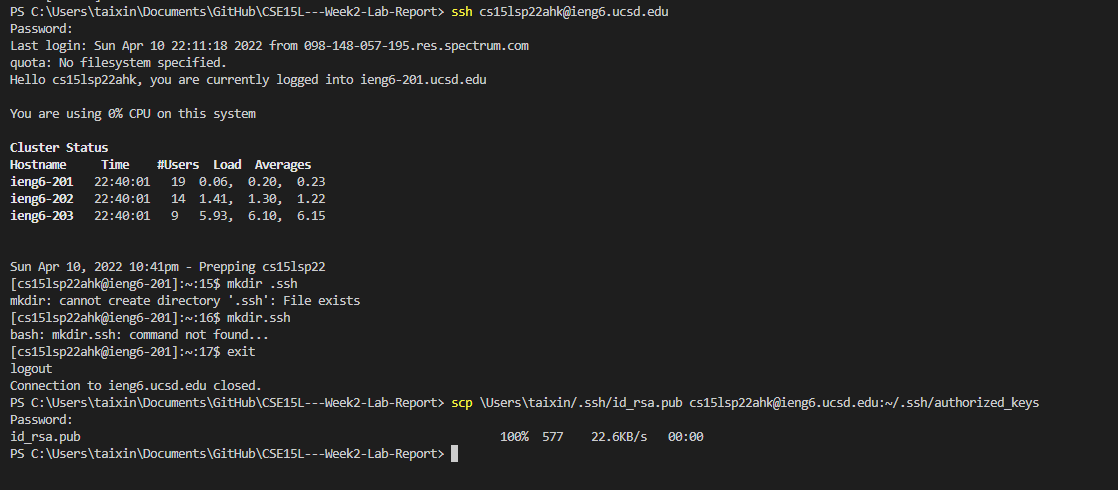 PS C:\Users\taixin\Documents\GitHub\CSE15L---Week2-Lab-Report> ssh cs15lsp22ahk@ieng6.ucsd.edu
Password:
Last login: Sun Apr 10 22:11:18 2022 from 098-148-057-195.res.spectrum.com
quota: No filesystem specified.
Hello cs15lsp22ahk, you are currently logged into ieng6-201.ucsd.edu
You are using 0% CPU on this system
Cluster Status
Hostname     Time    #Users  Load  Averages
ieng6-201   22:40:01   19  0.06,  0.20,  0.23
ieng6-202   22:40:01   14  1.41,  1.30,  1.22
ieng6-203   22:40:01   9   5.93,  6.10,  6.15
Sun Apr 10, 2022 10:41pm - Prepping cs15lsp22
[cs15lsp22ahk@ieng6-201]:~:15$ mkdir .ssh
mkdir: cannot create directory '.ssh': File exists
[cs15lsp22ahk@ieng6-201]:~:16$ mkdir.ssh
bash: mkdir.ssh: command not found...
[cs15lsp22ahk@ieng6-201]:~:17$ exit
logout
Connection to ieng6.ucsd.edu closed.
PS C:\Users\taixin\Documents\GitHub\CSE15L---Week2-Lab-Report> scp \Users\taixin/.ssh/id_rsa.pub cs15lsp22ahk@ieng6.ucsd.edu:~/.ssh/authorized_keys
Password:
id_rsa.pub                                                            100%  577    22.6KB/s   00:00
PS C:\Users\taixin\Documents\GitHub\CSE15L---Week2-Lab-Report>